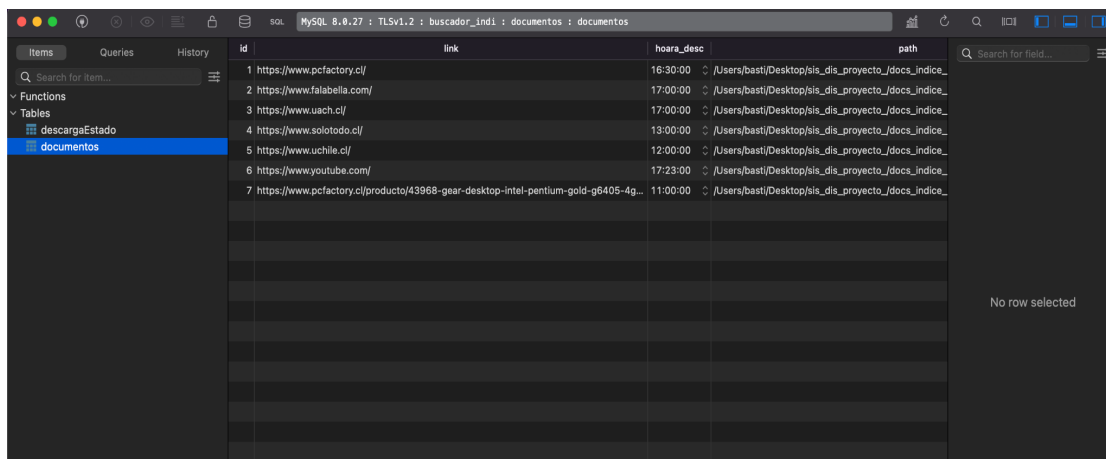 SQL MySQL 8.0.27 : TLSv1.2 : buscador_indi : documentos : documentos
Items Queries History
Search for item...
Functions
Tables
descargaEstado
documentos
id link hoara_desc path
1 https://www.pcfactory.cl/ 16:30:00 /Users/basti/Desktop/sis_dis_proyecto_/docs_indice_
2 https://www.falabella.com/ 17:00:00 /Users/basti/Desktop/sis_dis_proyecto_/docs_indice_
3 https://www.uach.cl/ 17:00:00 /Users/basti/Desktop/sis_dis_proyecto_/docs_indice_
4 https://www.solotodo.cl/ 13:00:00 /Users/basti/Desktop/sis_dis_proyecto_/docs_indice_
5 https://www.uchile.cl/ 12:00:00 /Users/basti/Desktop/sis_dis_proyecto_/docs_indice_
6 https://www.youtube.com/ 17:23:00 /Users/basti/Desktop/sis_dis_proyecto_/docs_indice_
7 https://www.pcfactory.cl/producto/43968-gear-desktop-intel-pentium-gold-g6405-4g... 11:00:00 /Users/basti/Desktop/sis_dis_proyecto_/docs_indice_
Search for field...
No row selected